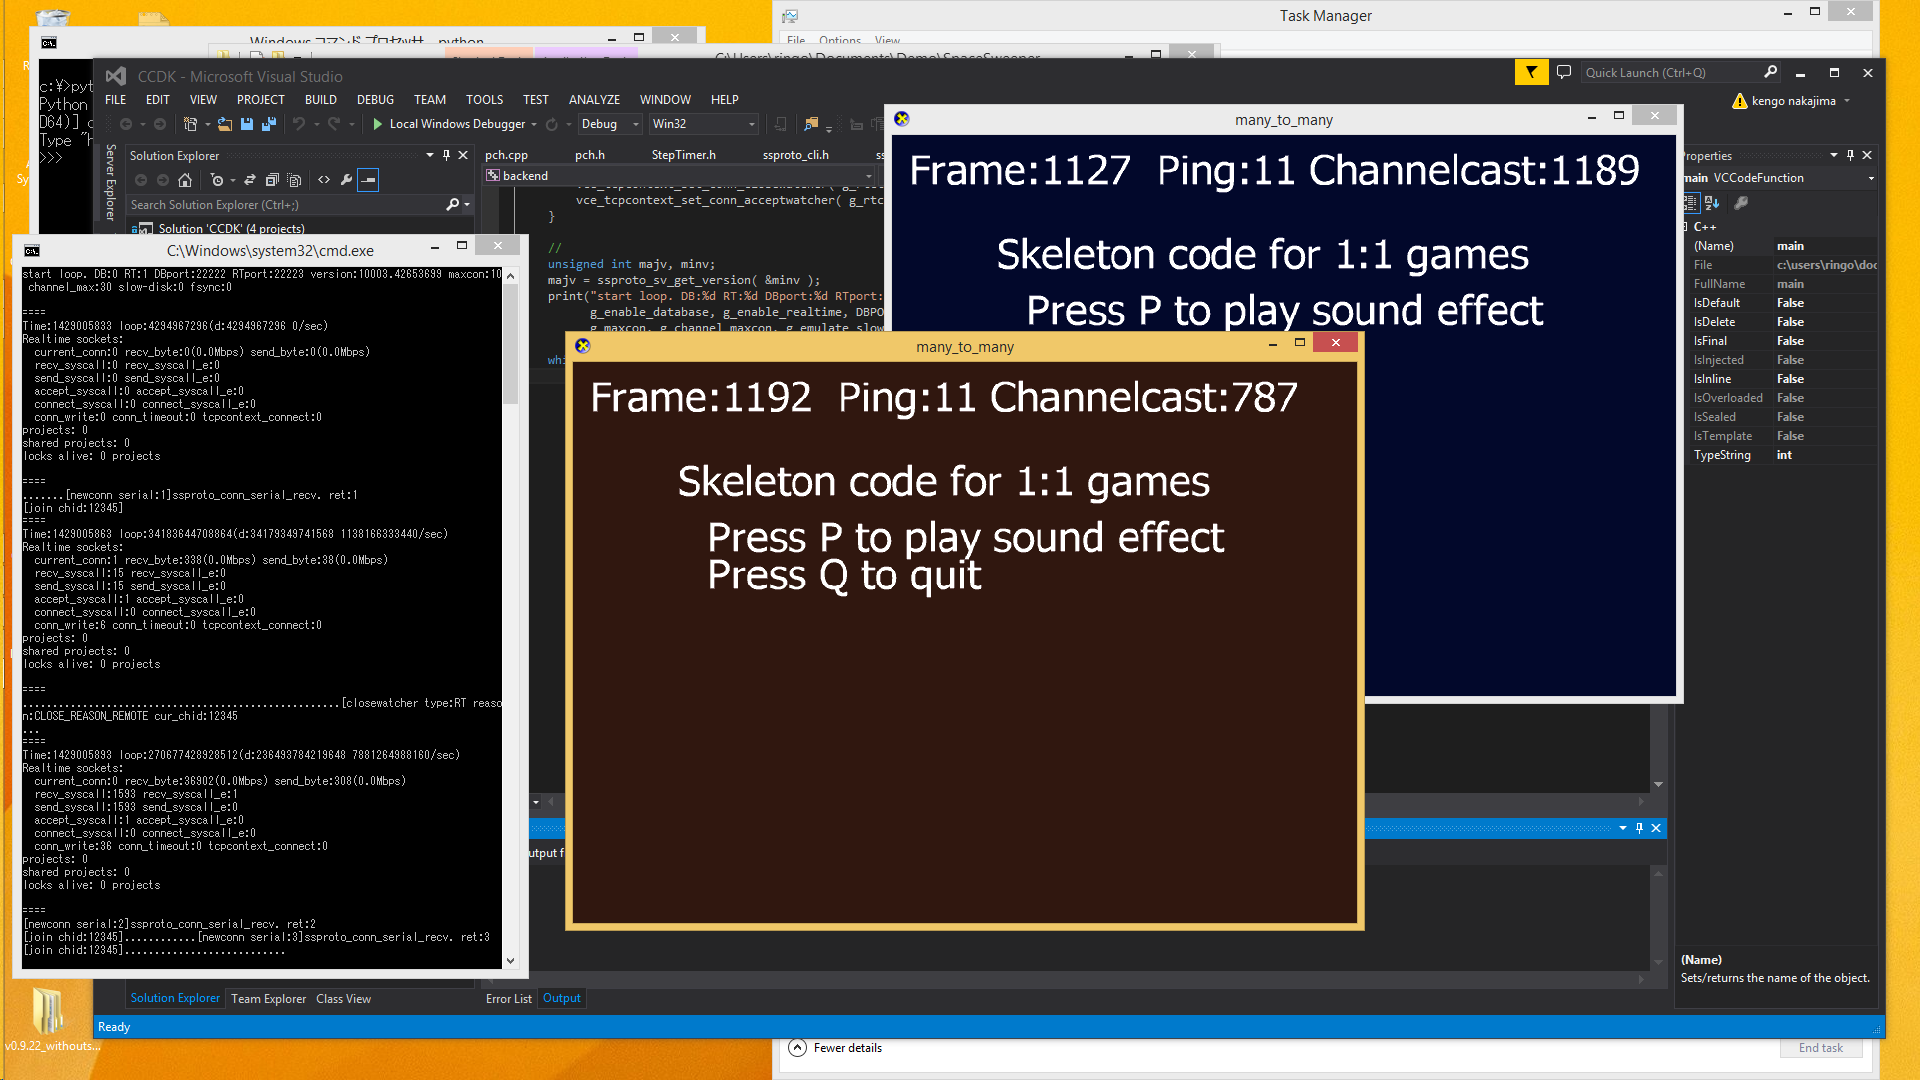 Task Manager
File Options View
Windows コマンド プロセッサ - python
C:\Users\ringo\Documents\Demo\SpaceSweeper
c:\>pyt
Python
D64)] o
Type "h
>>>
CCDK - Microsoft Visual Studio
Quick Launch (Ctrl+Q)
FILE EDIT VIEW PROJECT BUILD DEBUG TEAM TOOLS TEST ANALYZE WINDOW HELP
kengo nakajima
Local Windows Debugger Debug Win32
Server Explorer
Solution Explorer
Search Solution Explorer (Ctrl+;)
Solution 'CCDK' (4 projects)
pch.cpp pch.h StepTimer.h ssproto_cli.h ss
backend
vce_tcpcontext_set_conn_acceptwatcher( g_rtc
}
//
unsigned int majv, minv;
majv = ssproto_sv_get_version( &minv );
print("start loop. DB:%d RT:%d DBport:%d RTport:
g_enable_database, g_enable_realtime, DBPO
g_maxcon, g_channel_maxcon, g_emulate_slow
whi
many_to_many
Frame:1127 Ping:11 Channelcast:1189
Skeleton code for 1:1 games
Press P to play sound effect
many_to_many
Frame:1192 Ping:11 Channelcast:787
Skeleton code for 1:1 games
Press P to play sound effect
Press Q to quit
C:\Windows\system32\cmd.exe
start loop. DB:0 RT:1 DBport:22222 RTport:22223 version:10003.42653699 maxcon:10
channel_max:30 slow-disk:0 fsync:0
====
Time:1429005833 loop:4294967296(d:4294967296 0/sec)
Realtime sockets:
current_conn:0 recv_byte:0(0.0Mbps) send_byte:0(0.0Mbps)
recv_syscall:0 recv_syscall_e:0
send_syscall:0 send_syscall_e:0
accept_syscall:0 accept_syscall_e:0
connect_syscall:0 connect_syscall_e:0
conn_write:0 conn_timeout:0 tcpcontext_connect:0
projects: 0
shared projects: 0
locks alive: 0 projects
====
.......[newconn serial:1]ssproto_conn_serial_recv. ret:1
[join chid:12345]
====
Time:1429005863 loop:34183644708864(d:34179349741568 1138166333440/sec)
Realtime sockets:
current_conn:1 recv_byte:338(0.0Mbps) send_byte:38(0.0Mbps)
recv_syscall:15 recv_syscall_e:0
send_syscall:15 send_syscall_e:0
accept_syscall:1 accept_syscall_e:0
connect_syscall:0 connect_syscall_e:0
conn_write:6 conn_timeout:0 tcpcontext_connect:0
projects: 0
shared projects: 0
locks alive: 0 projects
====
.....................................................[closewatcher type:RT reaso
n:CLOSE_REASON_REMOTE cur_chid:12345
...
====
Time:1429005893 loop:270677428928512(d:236493784219648 7881264988160/sec)
Realtime sockets:
current_conn:0 recv_byte:36902(0.0Mbps) send_byte:308(0.0Mbps)
recv_syscall:1593 recv_syscall_e:1
send_syscall:1593 send_syscall_e:0
accept_syscall:1 accept_syscall_e:0
connect_syscall:0 connect_syscall_e:0
conn_write:36 conn_timeout:0 tcpcontext_connect:0
projects: 0
shared projects: 0
locks alive: 0 projects
====
[newconn serial:2]ssproto_conn_serial_recv. ret:2
[join chid:12345]............[newconn serial:3]ssproto_conn_serial_recv. ret:3
[join chid:12345]...........................
Properties
main VCCodeFunction
C++
(Name) main
File c:\users\ringo\doc
FullName main
IsDefault False
IsDelete False
IsFinal False
IsInjected False
IsInline False
IsOverloaded False
IsSealed False
IsTemplate False
TypeString int
(Name)
Sets/returns the name of the object.
utput f
Solution Explorer Team Explorer Class View
Error List Output
Ready
v0.9.22_withouts...
Fewer details
End task